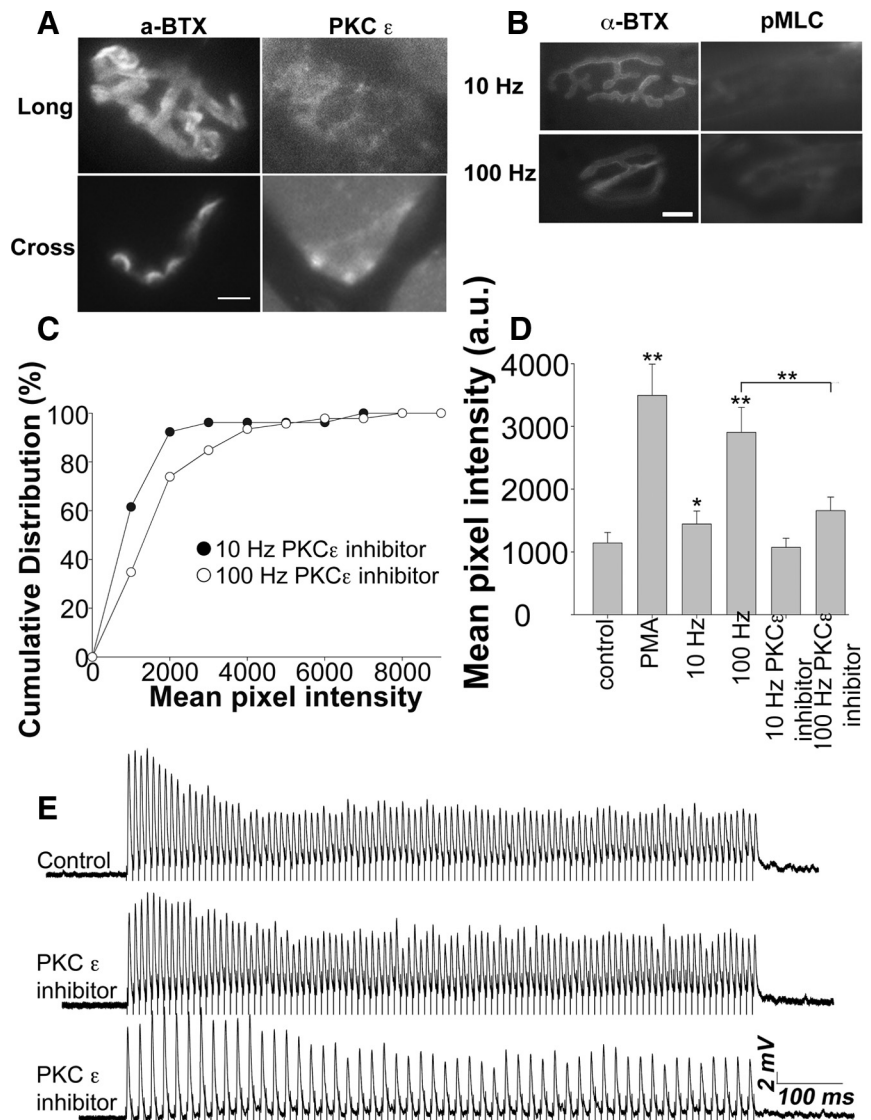 A
a-BTX
PKC ε
Long
Cross
B
α-BTX
pMLC
10 Hz
100 Hz
C
Cumulative Distribution (%)
100
80
60
40
20
0
0
2000
4000
6000
8000
Mean pixel intensity
10 Hz PKCε inhibitor
100 Hz PKCε inhibitor
D
Mean pixel intensity (a.u.)
4000
3000
2000
1000
0
**
*
**
**
control
PMA
10 Hz
100 Hz
10 Hz PKCε
inhibitor
100 Hz PKCε
inhibitor
E
Control
PKC ε
inhibitor
PKC ε
inhibitor
2 mV
100 ms